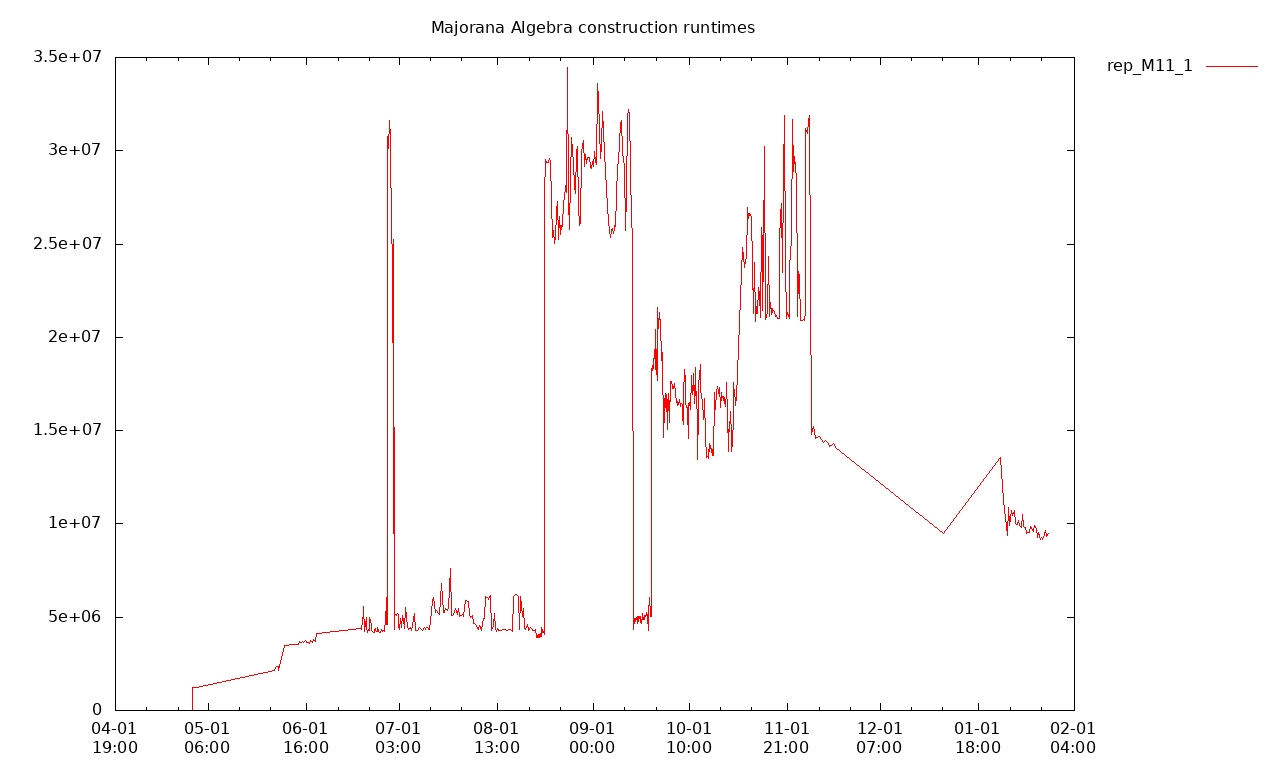 Majorana Algebra construction runtimes
rep_M11_1
3.5e+07
3e+07
2.5e+07
2e+07
1.5e+07
1e+07
5e+06
0
04-01 05-01 06-01 07-01 08-01 09-01 10-01 11-01 12-01 01-01 02-01
19:00 06:00 16:00 03:00 13:00 00:00 10:00 21:00 07:00 18:00 04:00